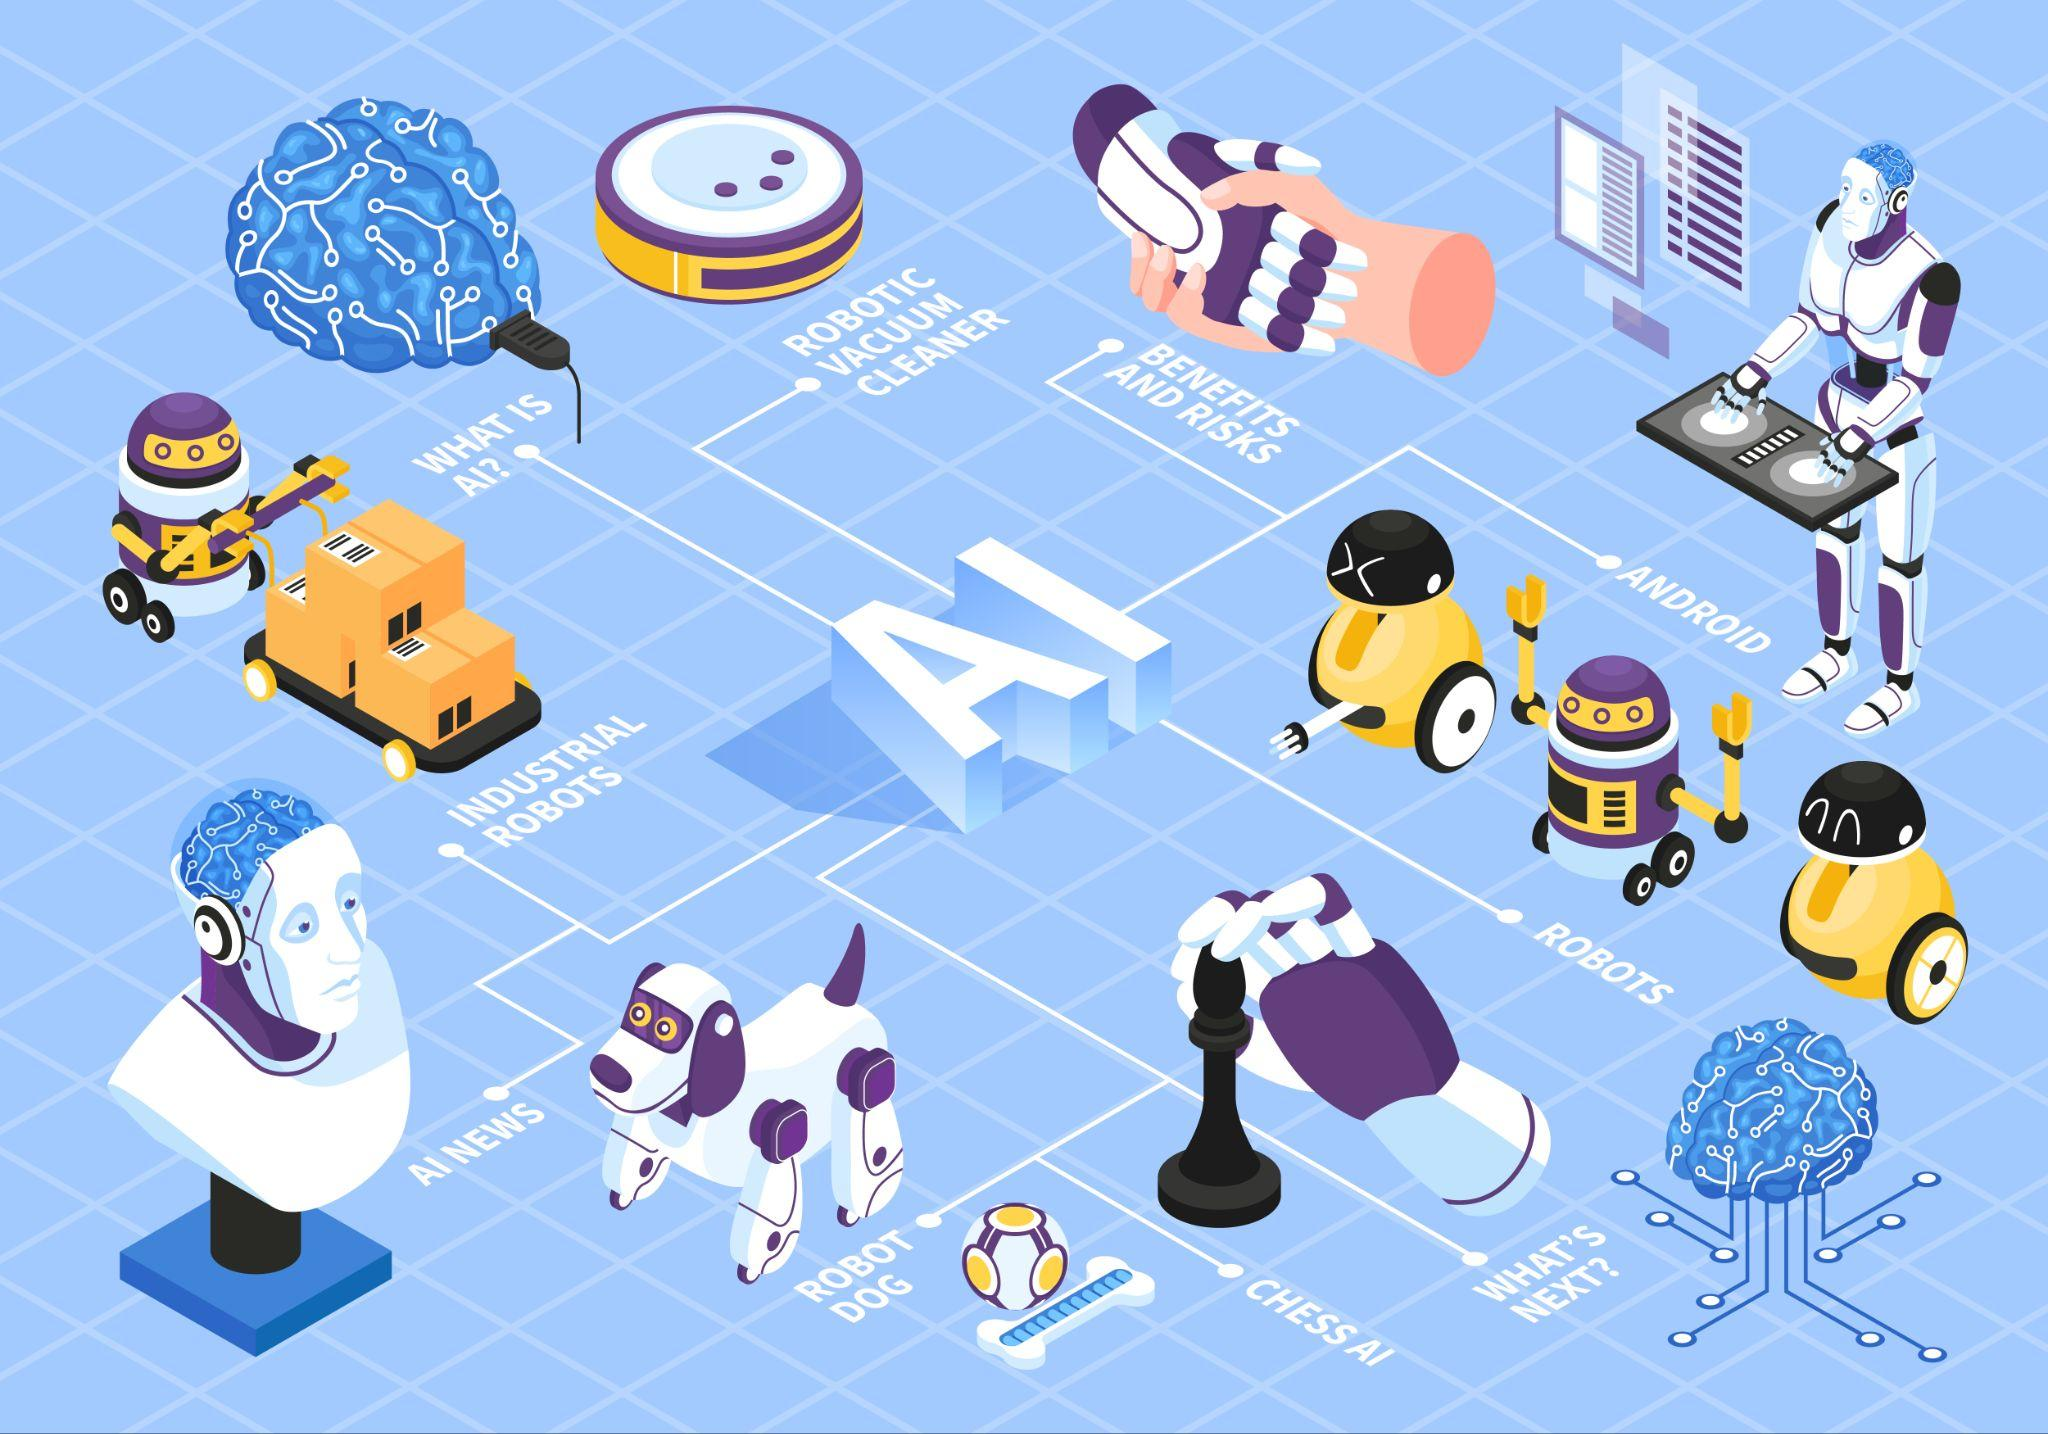 ROBOTIC
VACUUM
CLEANER
BENEFITS
AND RISKS
WHAT IS
AI?
ANDROID
AI
INDUSTRIAL
ROBOTS
ROBOTS
AI NEWS
ROBOT
DOG
CHESS AI
WHAT'S
NEXT?